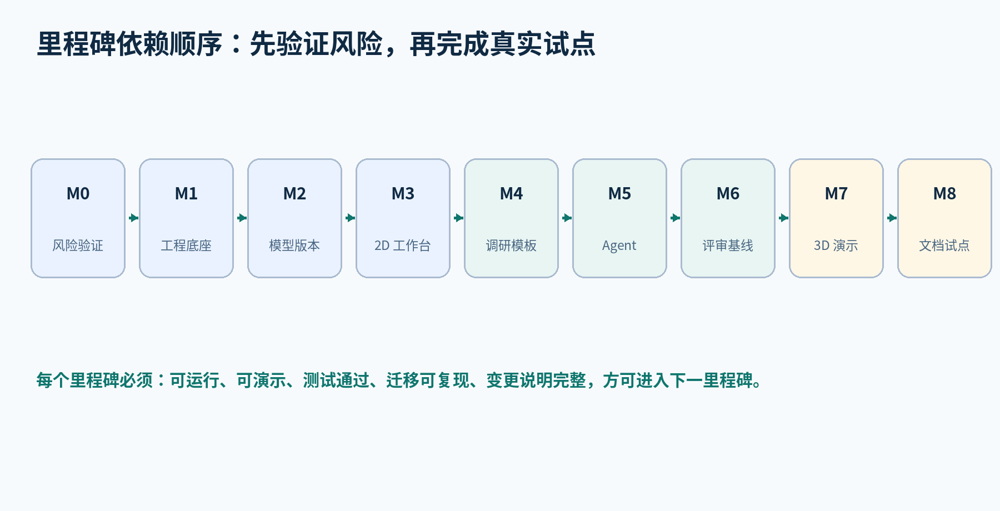 里程碑依赖顺序：先验证风险，再完成真实试点
M0
M1
M2
M3
M4
M5
M6
M7
M8
风险验证
工程底座
模型版本
2D 工作台
调研模板
Agent
评审基线
3D 演示
文档试点
每个里程碑必须：可运行、可演示、测试通过、迁移可复现、变更说明完整，方可进入下一里程碑。